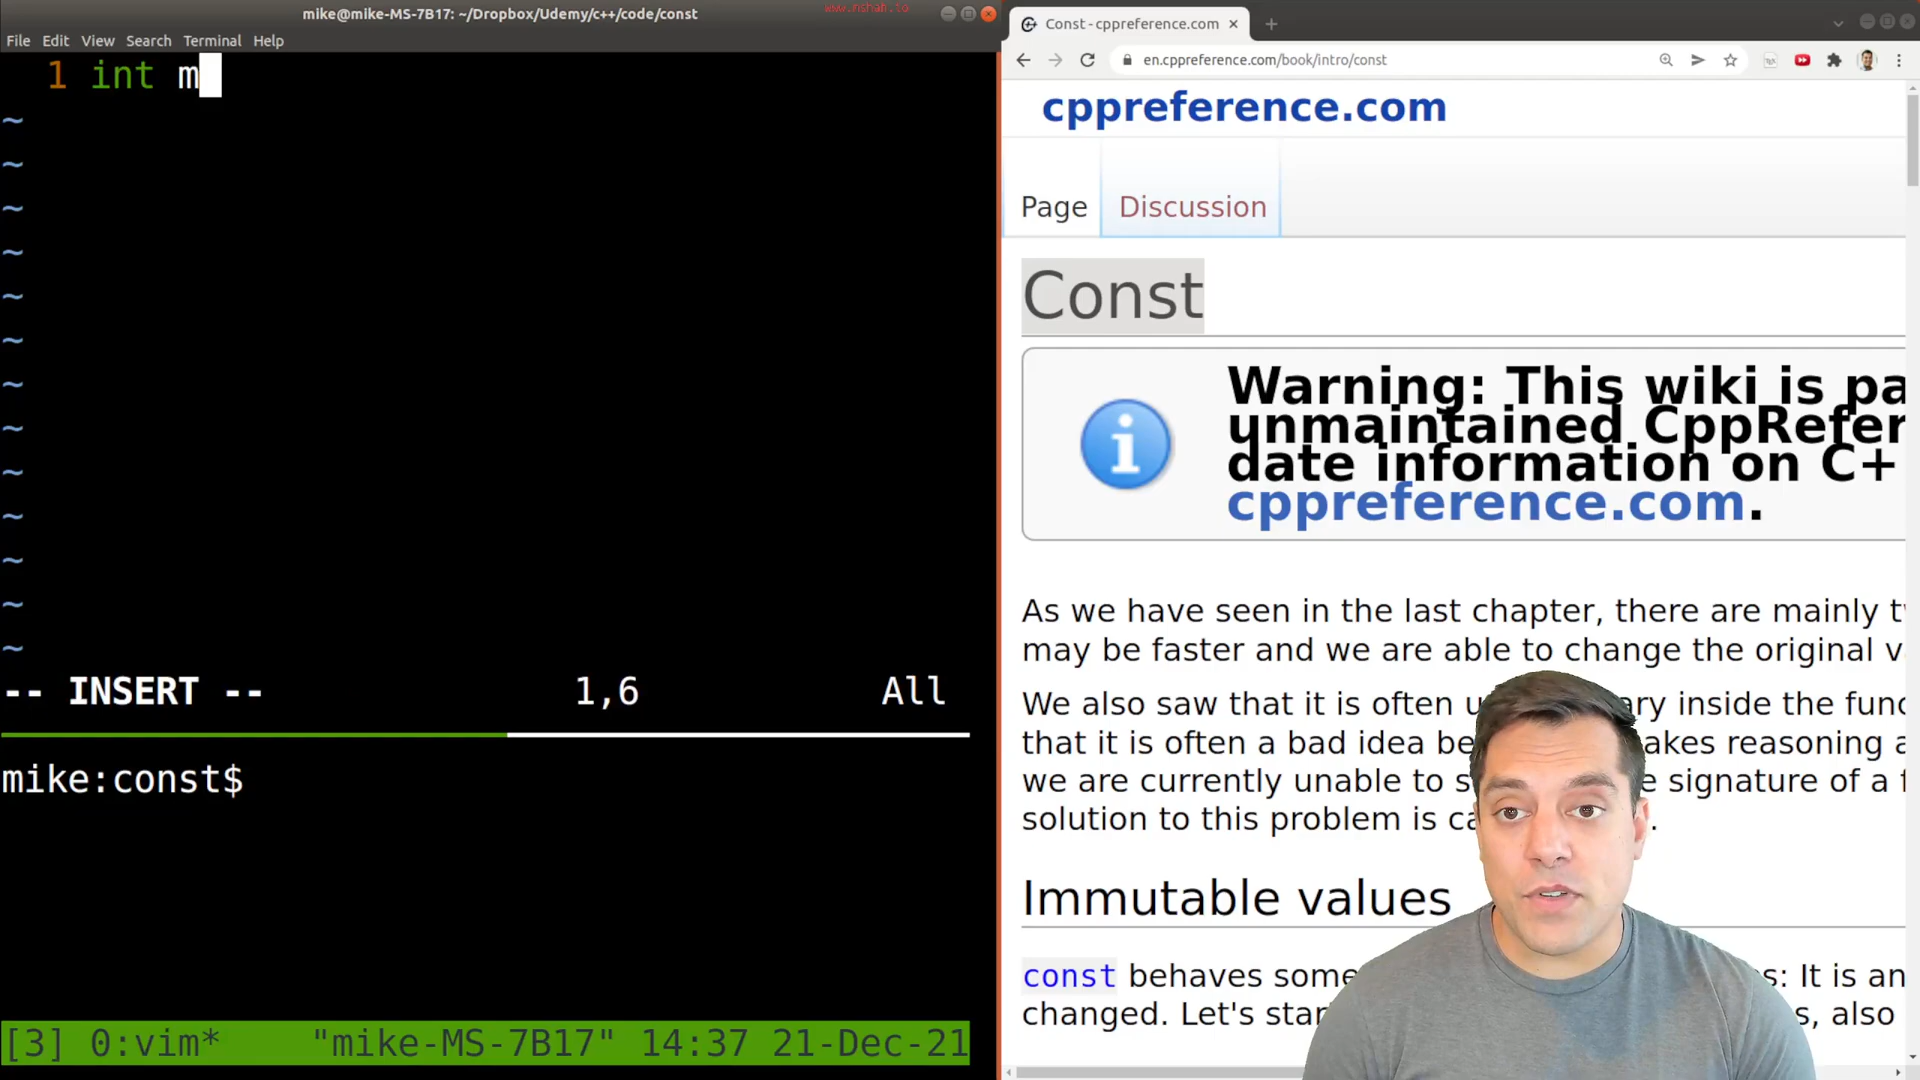 mike@mike-MS-7B17: ~/Dropbox/Udemy/c++/code/const
www.mshah.io
File Edit View Search Terminal Help
1 int m
~
~
~
~
~
~
~
~
~
~
~
~
~
-- INSERT -- 1,6 All
mike:const$
[3] 0:vim* "mike-MS-7B17" 14:37 21-Dec-21
Const - cppreference.com
en.cppreference.com/book/intro/const
cppreference.com
Page Discussion
Const
Warning: This wiki is pa
unmaintained CppRefer
date information on C+
cppreference.com.
As we have seen in the last chapter, there are mainly
may be faster and we are able to change the original
We also saw that it is often ary inside the func
that it is often a bad idea be akes reasoning
we are currently unable to s e signature of a
solution to this problem is ca .
Immutable values
const behaves some s: It is an
changed. Let's star s, also